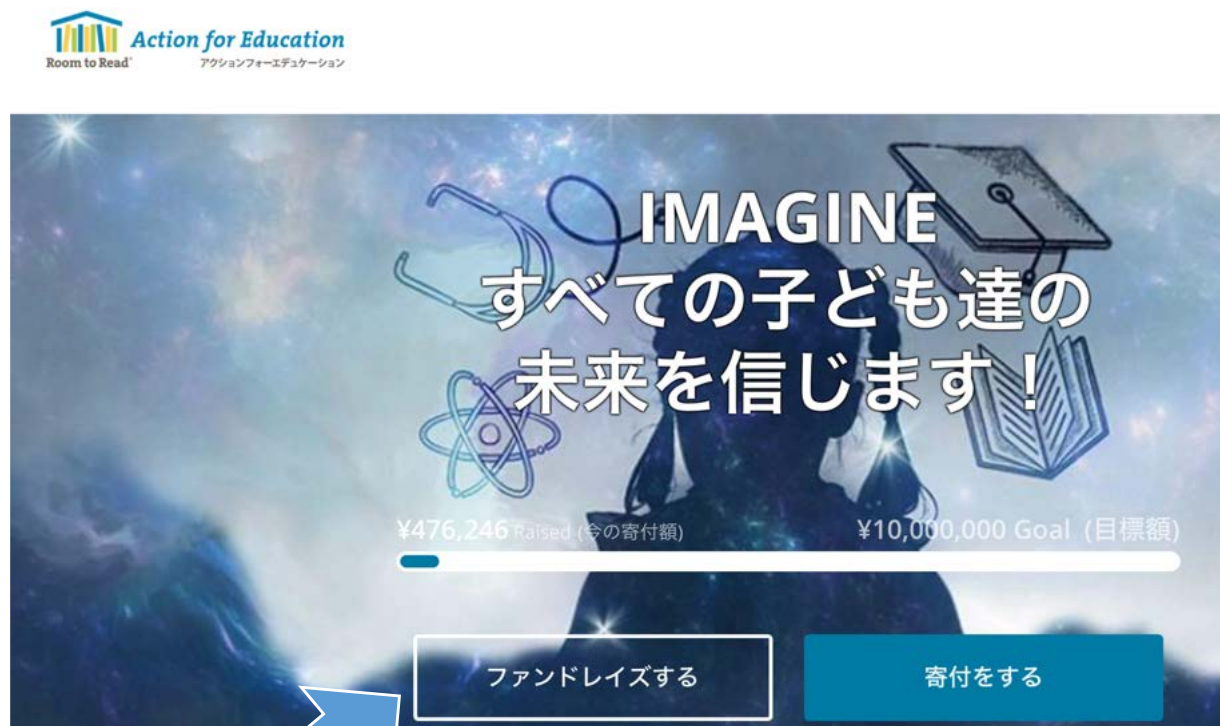 Action for Education
Room to Read®
アクションフォーエデュケーション
IMAGINE
すべての子ども達の
未来を信じます！
¥476,246 Raised (今の寄付額)
¥10,000,000 Goal (目標額)
ファンドレイズする
寄付をする